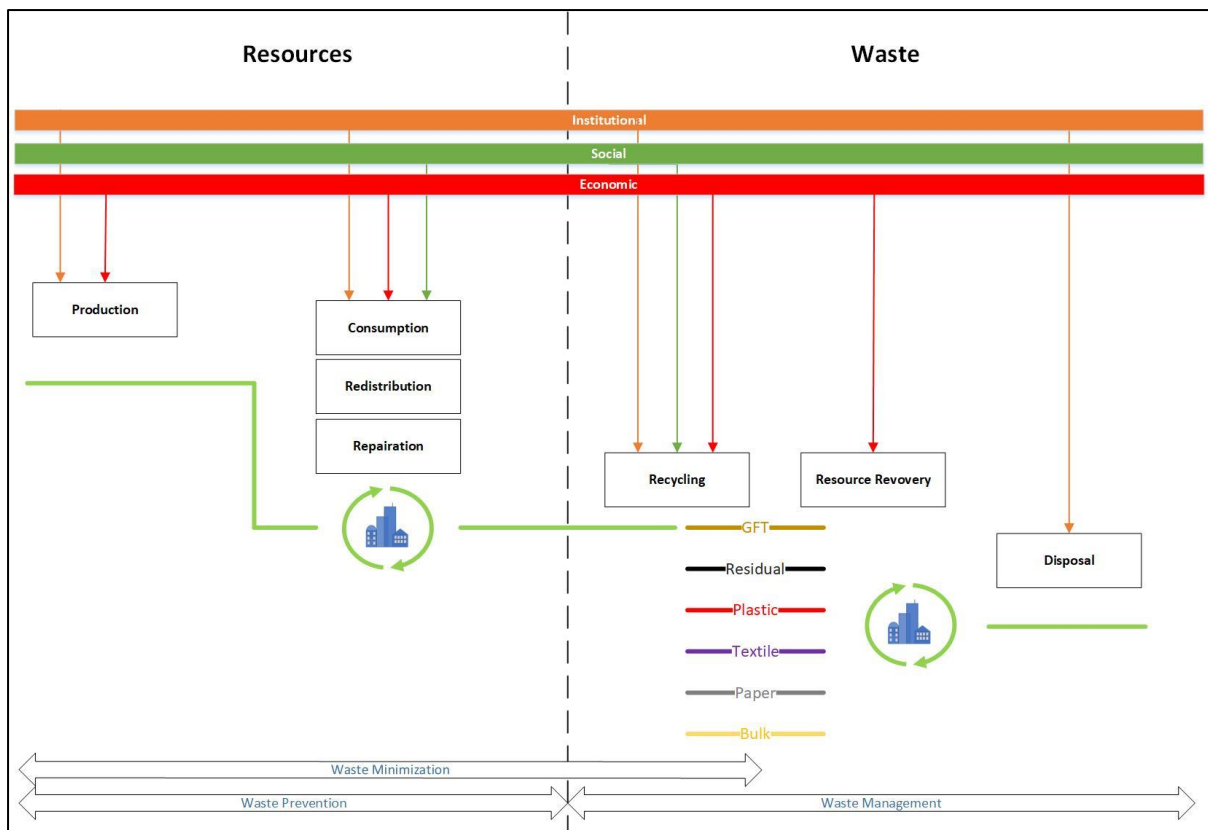 Resources
Waste
Institutional
Social
Economic
Production
Consumption
Redistribution
Repairation
Recycling
Resource Revovery
GFT
Residual
Disposal
Plastic
Textile
Paper
Bulk
Waste Minimization
Waste Prevention
Waste Management